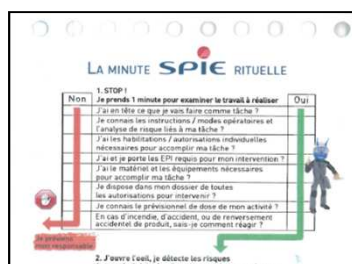 LA MINUTE SPIE RITUELLE
1. STOP !
Non
Je prends 1 minute pour examiner le travail à réaliser
Oui
J'ai en tête ce que je vais faire comme tâche ?
Je connais les instructions / modes opératoires et
l'analyse de risque liés à ma tâche ?
J'ai les habilitations / autorisations individuelles
nécessaires pour accomplir ma tâche ?
J'ai et je porte les EPI requis pour mon intervention ?
J'ai le matériel et les équipements nécessaires
pour accomplir ma tâche ?
Je dispose dans mon dossier de toutes
les autorisations pour intervenir ?
Je connais le prévisionnel de dose de mon activité ?
En cas d'incendie, d'accident, ou de renversement
accidentel de produit, sais-je comment réagir ?
Je préviens
mon responsable
2. J'ouvre l'œil, je détecte les risques